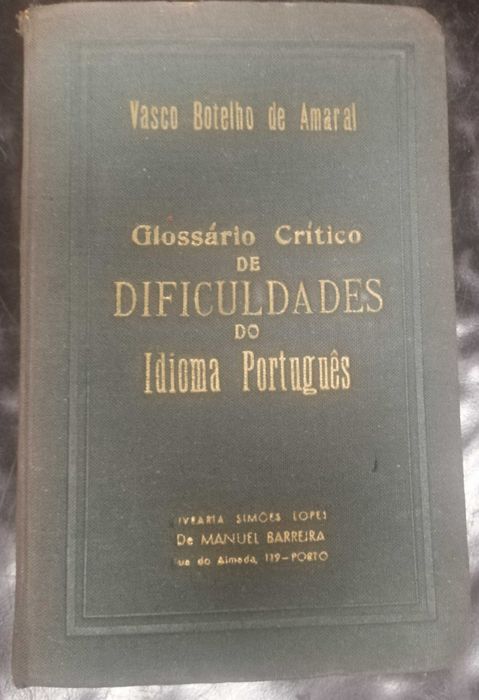 Vasco Botelho de Amaral
Glossário Crítico
DE
DIFICULDADES
DO
Idioma Português
IVRARIA SIMÕES LOPES
De MANUEL BARREIRA
ua do Almada, 119-PORTO